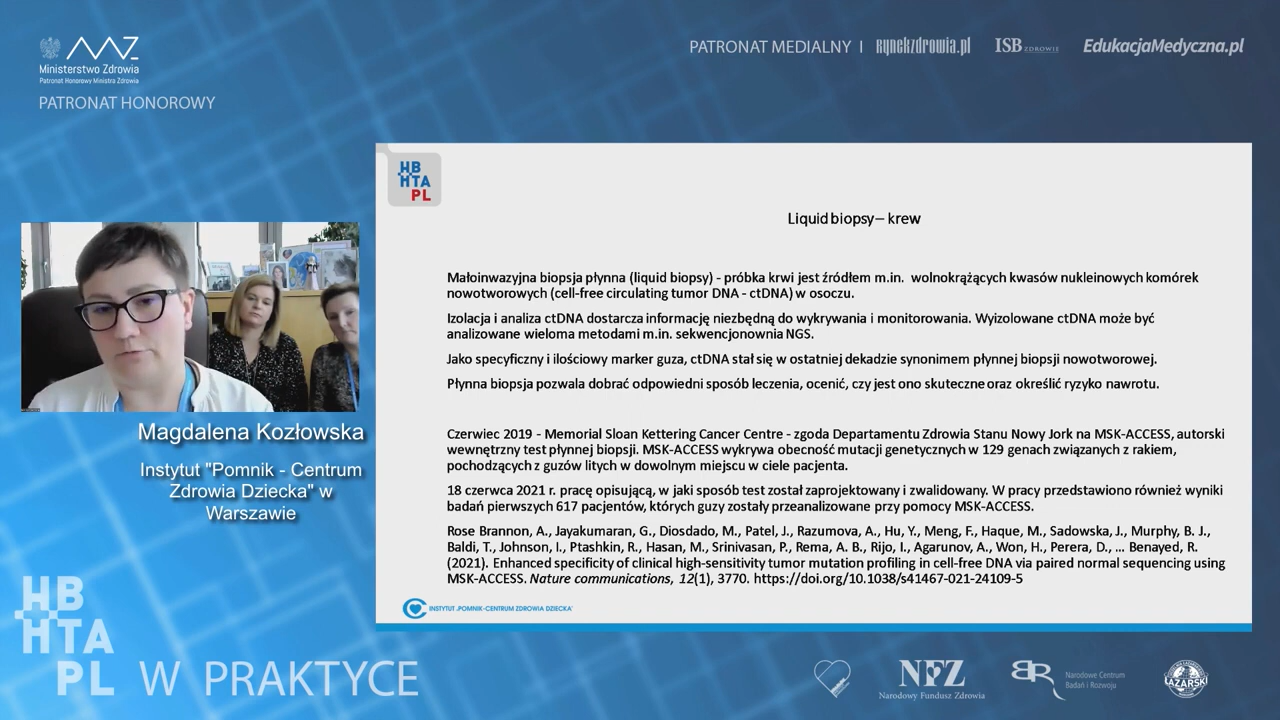 Ministerstwo Zdrowia
Patronat Honorowy Ministra Zdrowia
PATRONAT HONOROWY
PATRONAT MEDIALNY I rynekzdrowia.pl ISB ZDROWIE EdukacjaMedyczna.pl
HB
HTA
PL
Liquid biopsy – krew
Małoinwazyjna biopsja płynna (liquid biopsy) - próbka krwi jest źródłem m.in. wolnokrążących kwasów nukleinowych komórek
nowotworowych (cell-free circulating tumor DNA - ctDNA) w osoczu.
Izolacja i analiza ctDNA dostarcza informację niezbędną do wykrywania i monitorowania. Wyizolowane ctDNA może być
analizowane wieloma metodami m.in. sekwencjonownia NGS.
Jako specyficzny i ilościowy marker guza, ctDNA stał się w ostatniej dekadzie synonimem płynnej biopsji nowotworowej.
Płynna biopsja pozwala dobrać odpowiedni sposób leczenia, ocenić, czy jest ono skuteczne oraz określić ryzyko nawrotu.
Czerwiec 2019 - Memorial Sloan Kettering Cancer Centre - zgoda Departamentu Zdrowia Stanu Nowy Jork na MSK-ACCESS, autorski
wewnętrzny test płynnej biopsji. MSK-ACCESS wykrywa obecność mutacji genetycznych w 129 genach związanych z rakiem,
pochodzących z guzów litych w dowolnym miejscu w ciele pacjenta.
18 czerwca 2021 r. pracę opisującą, w jaki sposób test został zaprojektowany i zwalidowany. W pracy przedstawiono również wyniki
badań pierwszych 617 pacjentów, których guzy zostały przeanalizowane przy pomocy MSK-ACCESS.
Rose Brannon, A., Jayakumaran, G., Diosdado, M., Patel, J., Razumova, A., Hu, Y., Meng, F., Haque, M., Sadowska, J., Murphy, B. J.,
Baldi, T., Johnson, I., Ptashkin, R., Hasan, M., Srinivasan, P., Rema, A. B., Rijo, I., Agarunov, A., Won, H., Perera, D., ... Benayed, R.
(2021). Enhanced specificity of clinical high-sensitivity tumor mutation profiling in cell-free DNA via paired normal sequencing using
MSK-ACCESS. Nature communications, 12(1), 3770. https://doi.org/10.1038/s41467-021-24109-5
INSTYTUT „POMNIK-CENTRUM ZDROWIA DZIECKA"
Magdalena Kozłowska
Instytut "Pomnik - Centrum
Zdrowia Dziecka" w
Warszawie
HB
HTA
PL W PRAKTYCE
NFZ
Narodowy Fundusz Zdrowia
Narodowe Centrum
Badań i Rozwoju
ŁAZARSKI